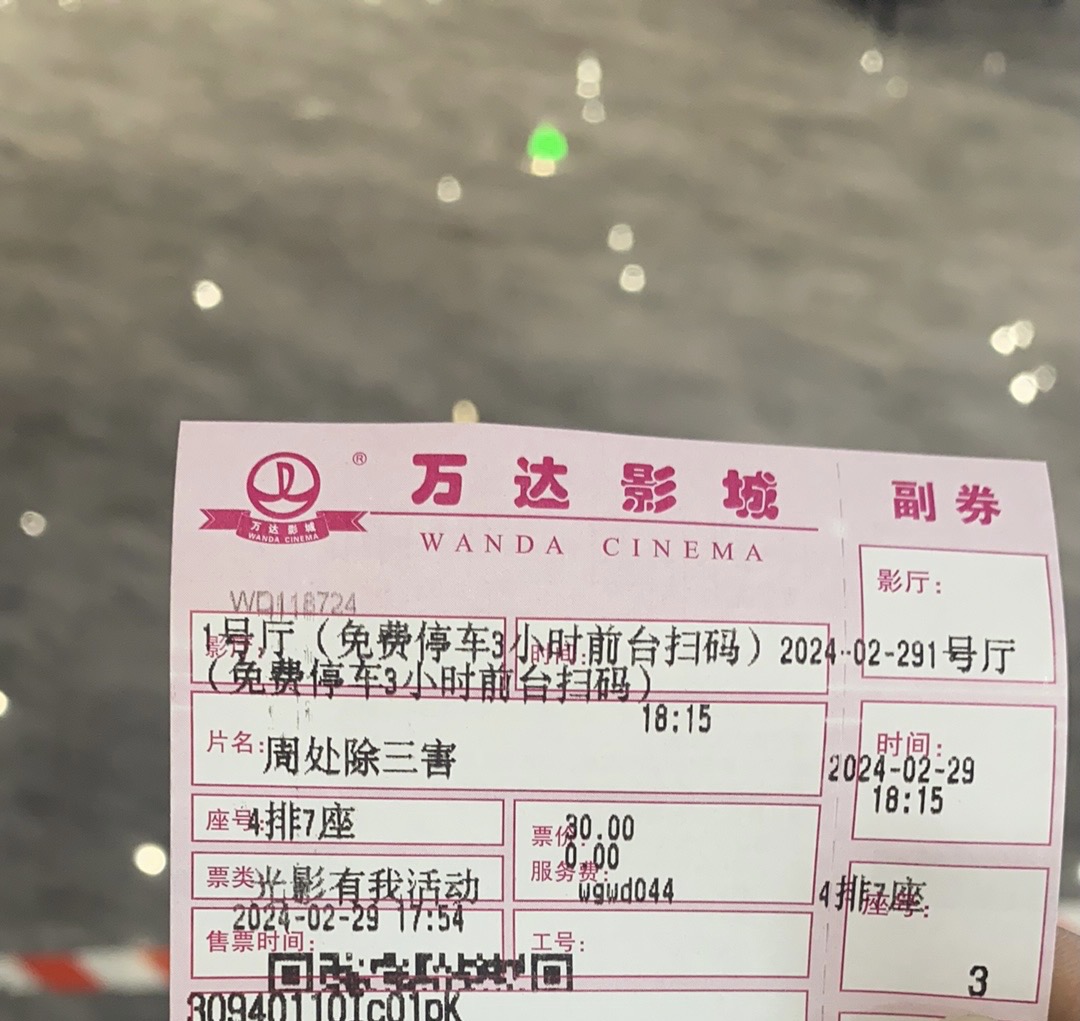 万达影城 副券
®
万达影城
WANDA CINEMA
WANDA CINEMA
影厅:
WD118724
1号厅（免费停车3小时前台扫码）2024-02-291号厅
（免费停车3小时前台扫码）
18:15
片名:周处除三害
时间:
2024-02-29
18:15
座号:4排7座
票价:30.00
服务费:0.00
wgwd044
票类光影有我活动
4排7座
座号:
2024-02-29 17:54
售票时间:
工号:
3
309401101c01pK